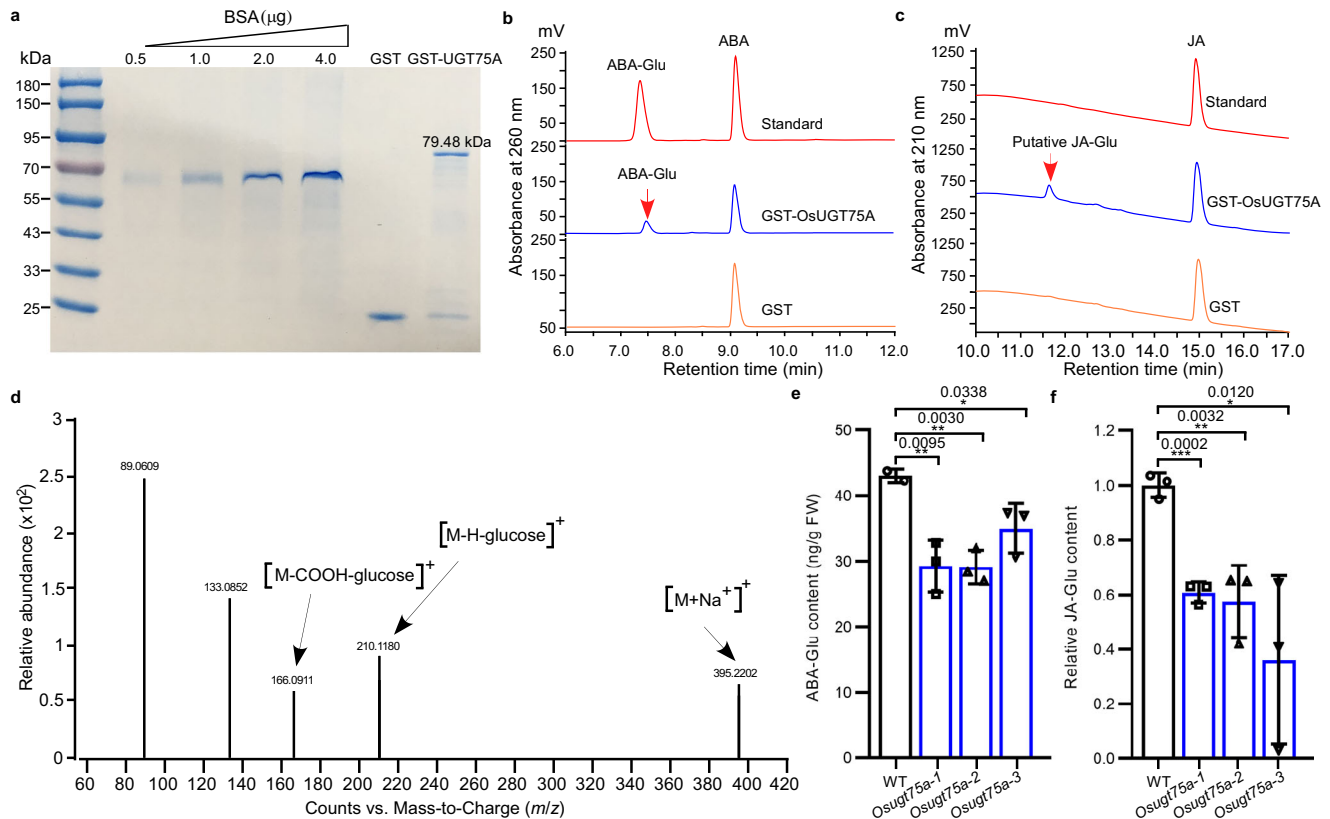 a
BSA(μg)
kDa
0.5 1.0 2.0 4.0 GST GST-UGT75A
180
150
95
70
55
43
33
25
79.48 kDa
b
mV
ABA
250
150
50
ABA-Glu
Standard
250
150
50
ABA-Glu
GST-OsUGT75A
250
150
50
GST
Absorbance at 260 nm
6.0 7.0 8.0 9.0 10.0 11.0 12.0
Retention time (min)
c
mV
JA
1250
750
250
Standard
1250
750
250
Putative JA-Glu
GST-OsUGT75A
1250
750
250
GST
Absorbance at 210 nm
10.0 11.0 12.0 13.0 14.0 15.0 16.0 17.0
Retention time (min)
d
Relative abundance (x10²)
3
2.5
2
1.5
1
0.5
0
89.0609
133.0852
166.0911
[M-COOH-glucose]⁺
210.1180
[M-H-glucose]⁺
395.2202
[M+Na⁺]⁺
60 80 100 120 140 160 180 200 220 240 260 280 300 320 340 360 380 400 420
Counts vs. Mass-to-Charge (m/z)
e
0.0338
*
0.0030
**
0.0095
**
ABA-Glu content (ng/g FW)
50
40
30
20
10
0
WT Osugt75a-1 Osugt75a-2 Osugt75a-3
f
0.0120
*
0.0032
**
0.0002
***
Relative JA-Glu content
1.2
1.0
0.8
0.6
0.4
0.2
0.0
WT Osugt75a-1 Osugt75a-2 Osugt75a-3